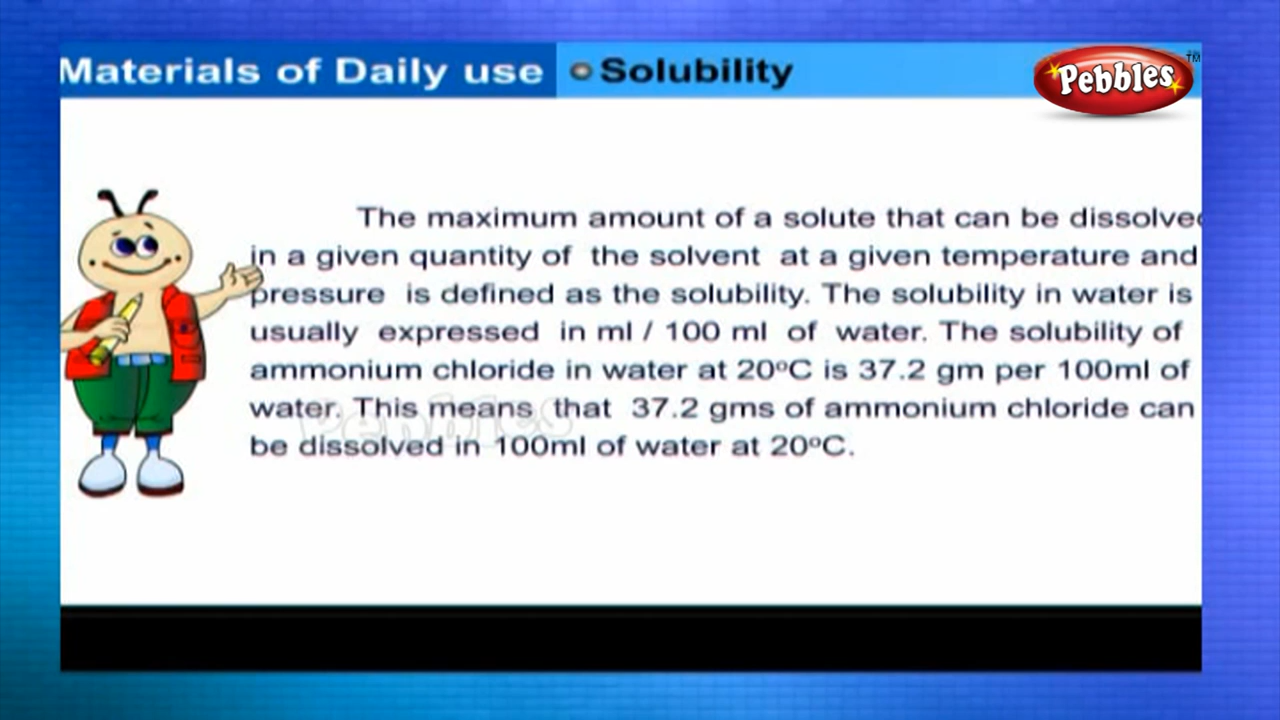 Materials of Daily use
Solubility
Pebbles™
The maximum amount of a solute that can be dissolved
in a given quantity of the solvent at a given temperature and
pressure is defined as the solubility. The solubility in water is
usually expressed in ml / 100 ml of water. The solubility of
ammonium chloride in water at 20ºC is 37.2 gm per 100ml of
water. This means that 37.2 gms of ammonium chloride can
be dissolved in 100ml of water at 20ºC.
Pebbles